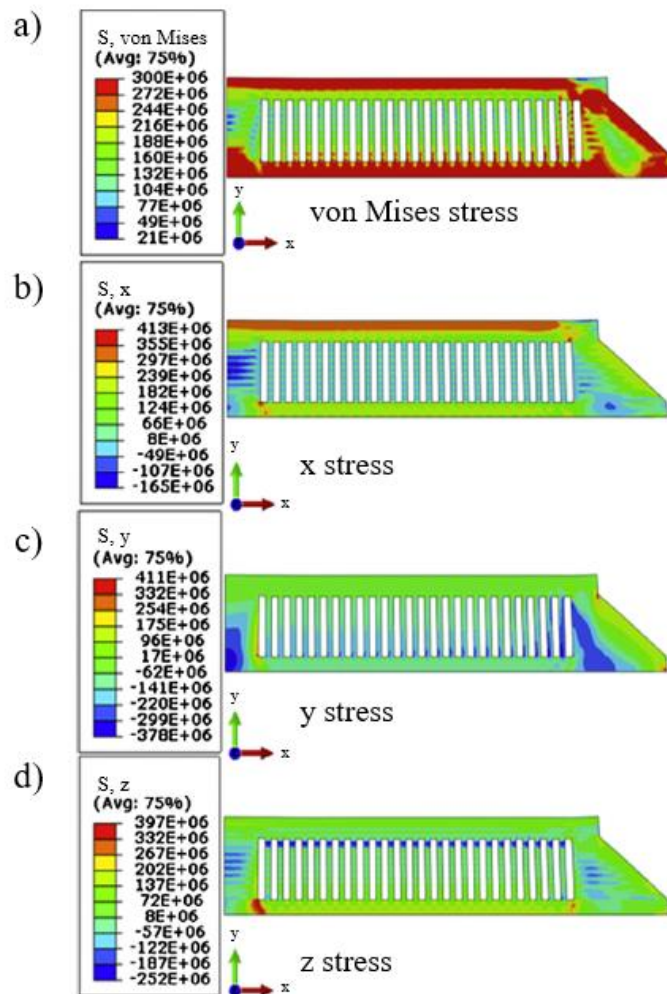 a)
S, von Mises
(Avg: 75%)
300E+06
272E+06
244E+06
216E+06
188E+06
160E+06
132E+06
104E+06
77E+06
49E+06
21E+06
y
x
von Mises stress
b)
S, x
(Avg: 75%)
413E+06
355E+06
297E+06
239E+06
182E+06
124E+06
66E+06
8E+06
-49E+06
-107E+06
-165E+06
y
x
x stress
c)
S, y
(Avg: 75%)
411E+06
332E+06
254E+06
175E+06
96E+06
17E+06
-62E+06
-141E+06
-220E+06
-299E+06
-378E+06
y
x
y stress
d)
S, z
(Avg: 75%)
397E+06
332E+06
267E+06
202E+06
137E+06
72E+06
8E+06
-57E+06
-122E+06
-187E+06
-252E+06
y
x
z stress